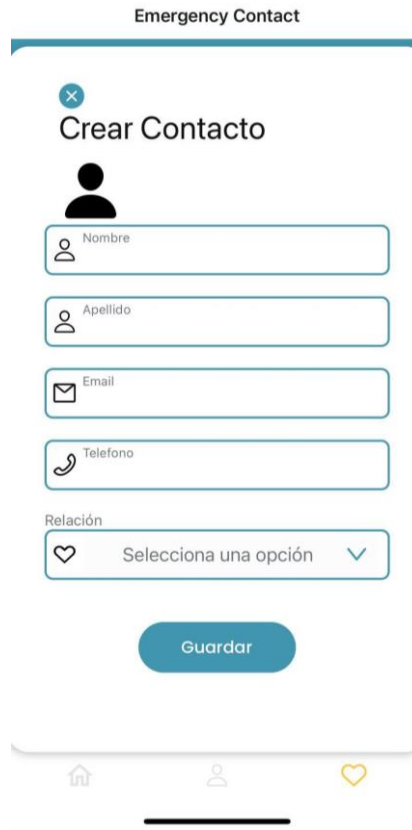 Emergency Contact
Crear Contacto
Nombre
Apellido
Email
Telefono
Relación
Selecciona una opción
Guardar